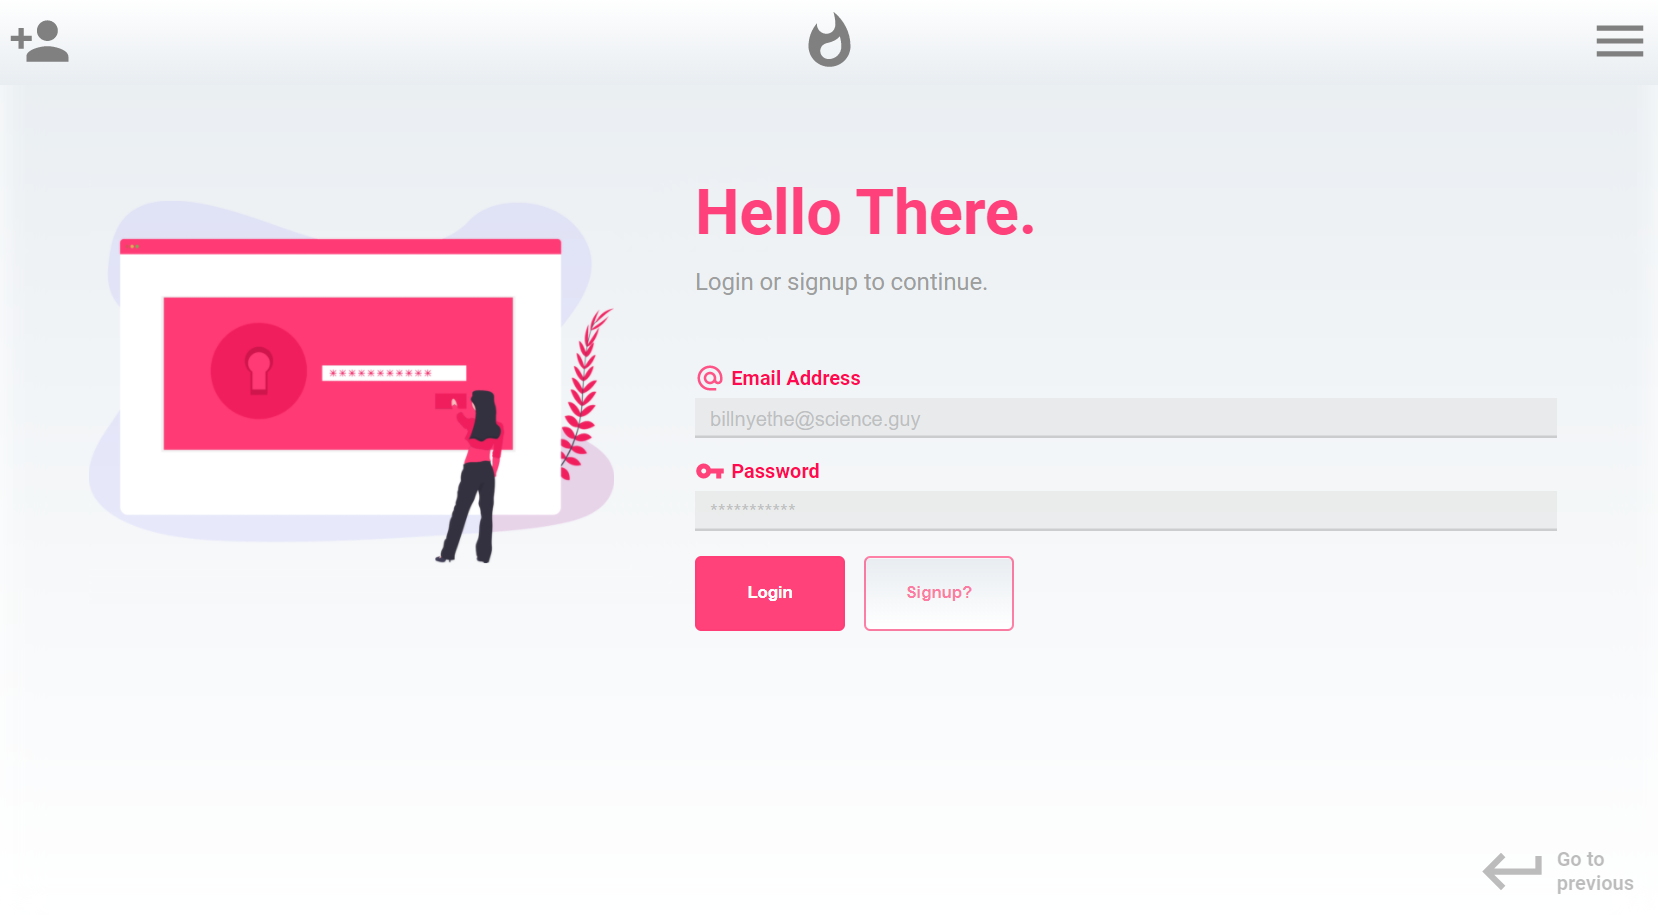 Hello There.
Login or signup to continue.
***********
Email Address
billnyethe@science.guy
Password
***********
Login
Signup?
Go to
previous